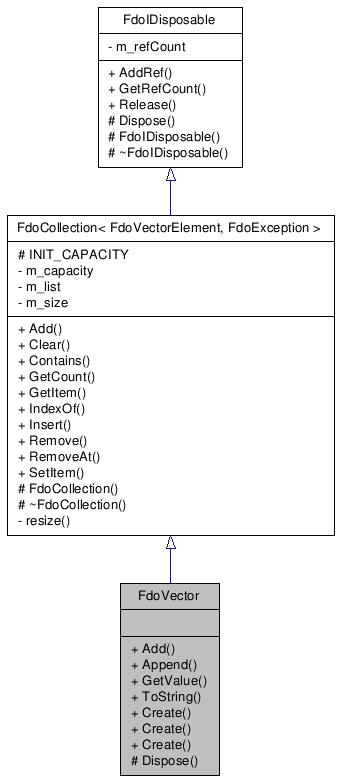 FdoIDisposable
- m_refCount
+ AddRef()
+ GetRefCount()
+ Release()
# Dispose()
# FdoIDisposable()
# ~FdoIDisposable()
FdoCollection< FdoVectorElement, FdoException >
# INIT_CAPACITY
- m_capacity
- m_list
- m_size
+ Add()
+ Clear()
+ Contains()
+ GetCount()
+ GetItem()
+ IndexOf()
+ Insert()
+ Remove()
+ RemoveAt()
+ SetItem()
# FdoCollection()
# ~FdoCollection()
- resize()
FdoVector
+ Add()
+ Append()
+ GetValue()
+ ToString()
+ Create()
+ Create()
+ Create()
# Dispose()